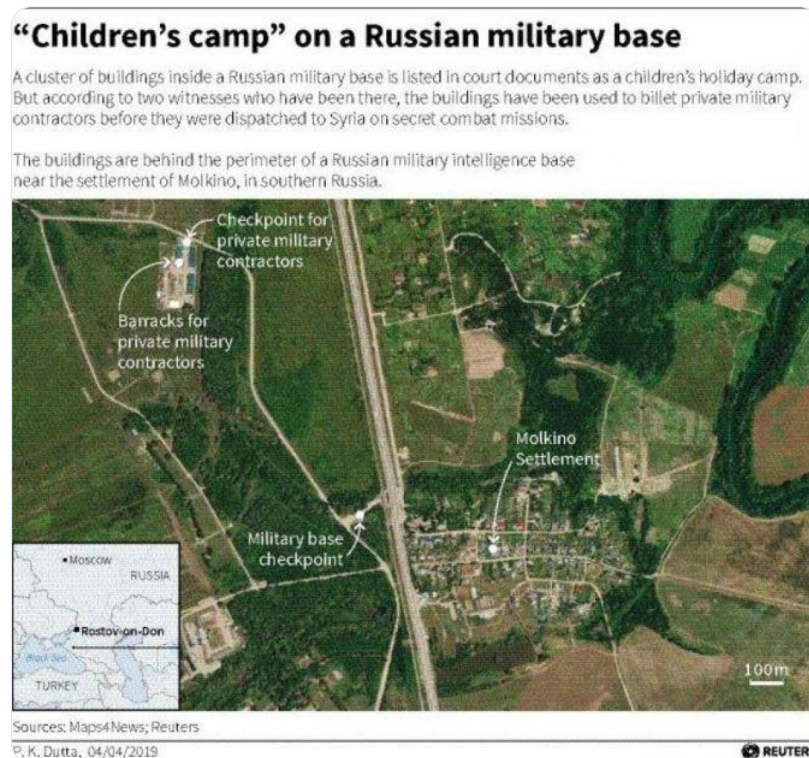 “Children’s camp” on a Russian military base
A cluster of buildings inside a Russian military base is listed in court documents as a children’s holiday camp.
But according to two witnesses who have been there, the buildings have been used to billet private military
contractors before they were dispatched to Syria on secret combat missions.
The buildings are behind the perimeter of a Russian military intelligence base
near the settlement of Molkino, in southern Russia.
Checkpoint for
private military
contractors
Barracks for
private military
contractors
Molkino
Settlement
Military base
checkpoint
Moscow
RUSSIA
Rostov-on-Don
Black Sea
TURKEY
100m
Sources: Maps4News; Reuters
P. K. Dutta, 04/04/2019
REUTER